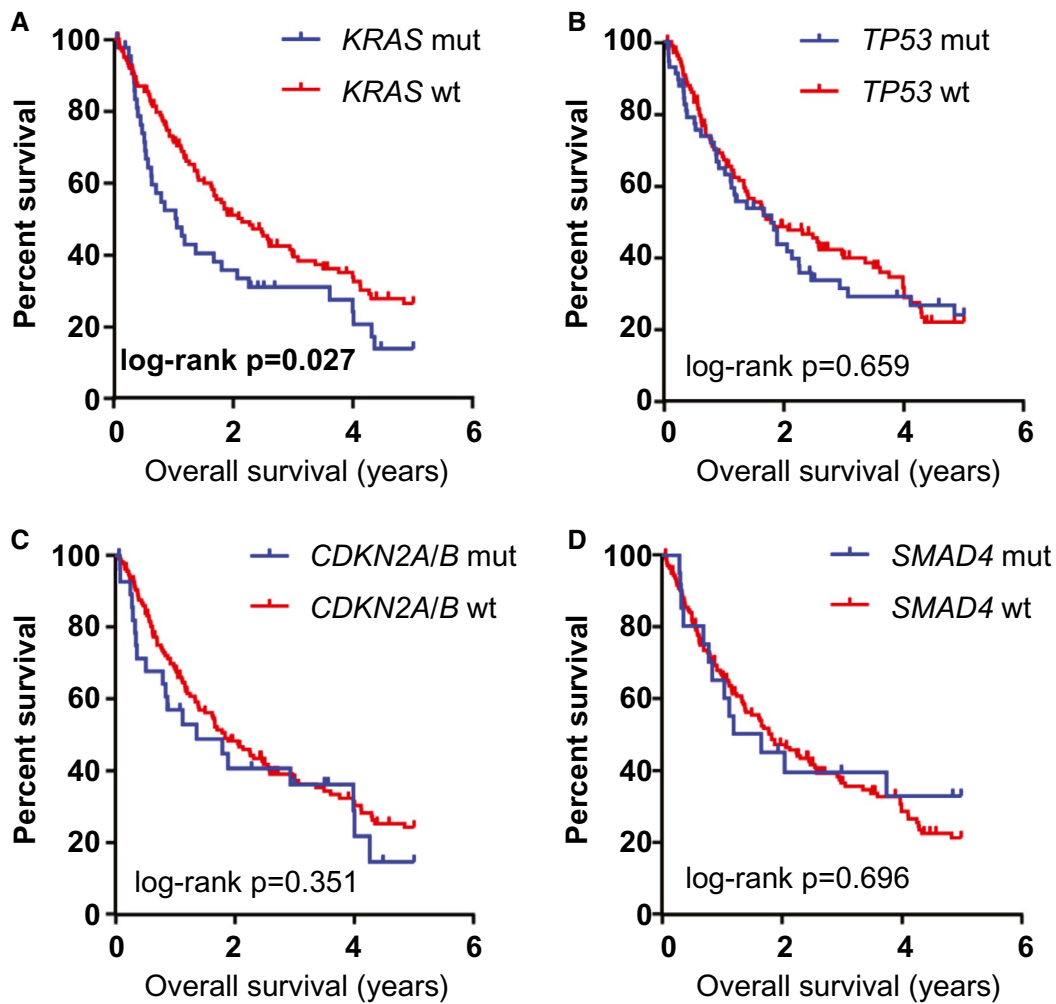 A
100
80
60
40
20
0
Percent survival
KRAS mut
KRAS wt
log-rank p=0.027
0 2 4 6
Overall survival (years)
B
100
80
60
40
20
0
Percent survival
TP53 mut
TP53 wt
log-rank p=0.659
0 2 4 6
Overall survival (years)
C
100
80
60
40
20
0
Percent survival
CDKN2A/B mut
CDKN2A/B wt
log-rank p=0.351
0 2 4 6
Overall survival (years)
D
100
80
60
40
20
0
Percent survival
SMAD4 mut
SMAD4 wt
log-rank p=0.696
0 2 4 6
Overall survival (years)